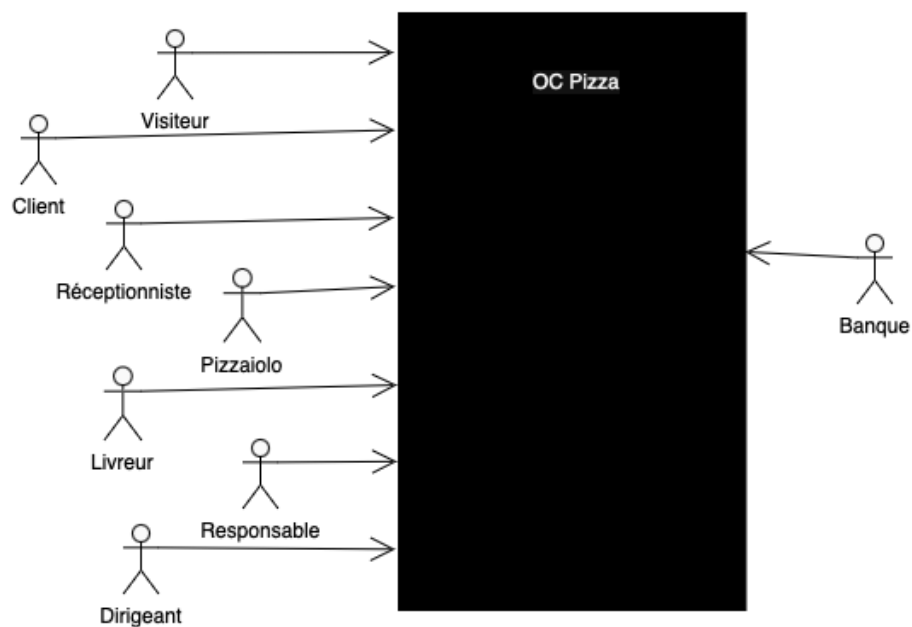 OC Pizza
Visiteur
Client
Réceptionniste
Pizzaiolo
Banque
Livreur
Responsable
Dirigeant